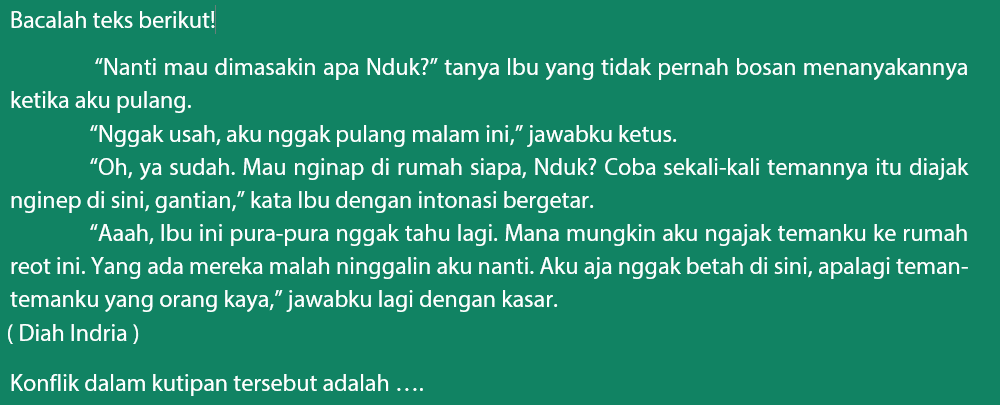 Bacalah teks berikut!
“Nanti mau dimasakin apa Nduk?” tanya Ibu yang tidak pernah bosan menanyakannya
ketika aku pulang.
“Nggak usah, aku nggak pulang malam ini,” jawabku ketus.
“Oh, ya sudah. Mau nginap di rumah siapa, Nduk? Coba sekali-kali temannya itu diajak
nginep di sini, gantian,” kata Ibu dengan intonasi bergetar.
“Aaah, Ibu ini pura-pura nggak tahu lagi. Mana mungkin aku ngajak temanku ke rumah
reot ini. Yang ada mereka malah ninggalin aku nanti. Aku aja nggak betah di sini, apalagi teman-
temanku yang orang kaya,” jawabku lagi dengan kasar.
( Diah Indria )
Konflik dalam kutipan tersebut adalah ….